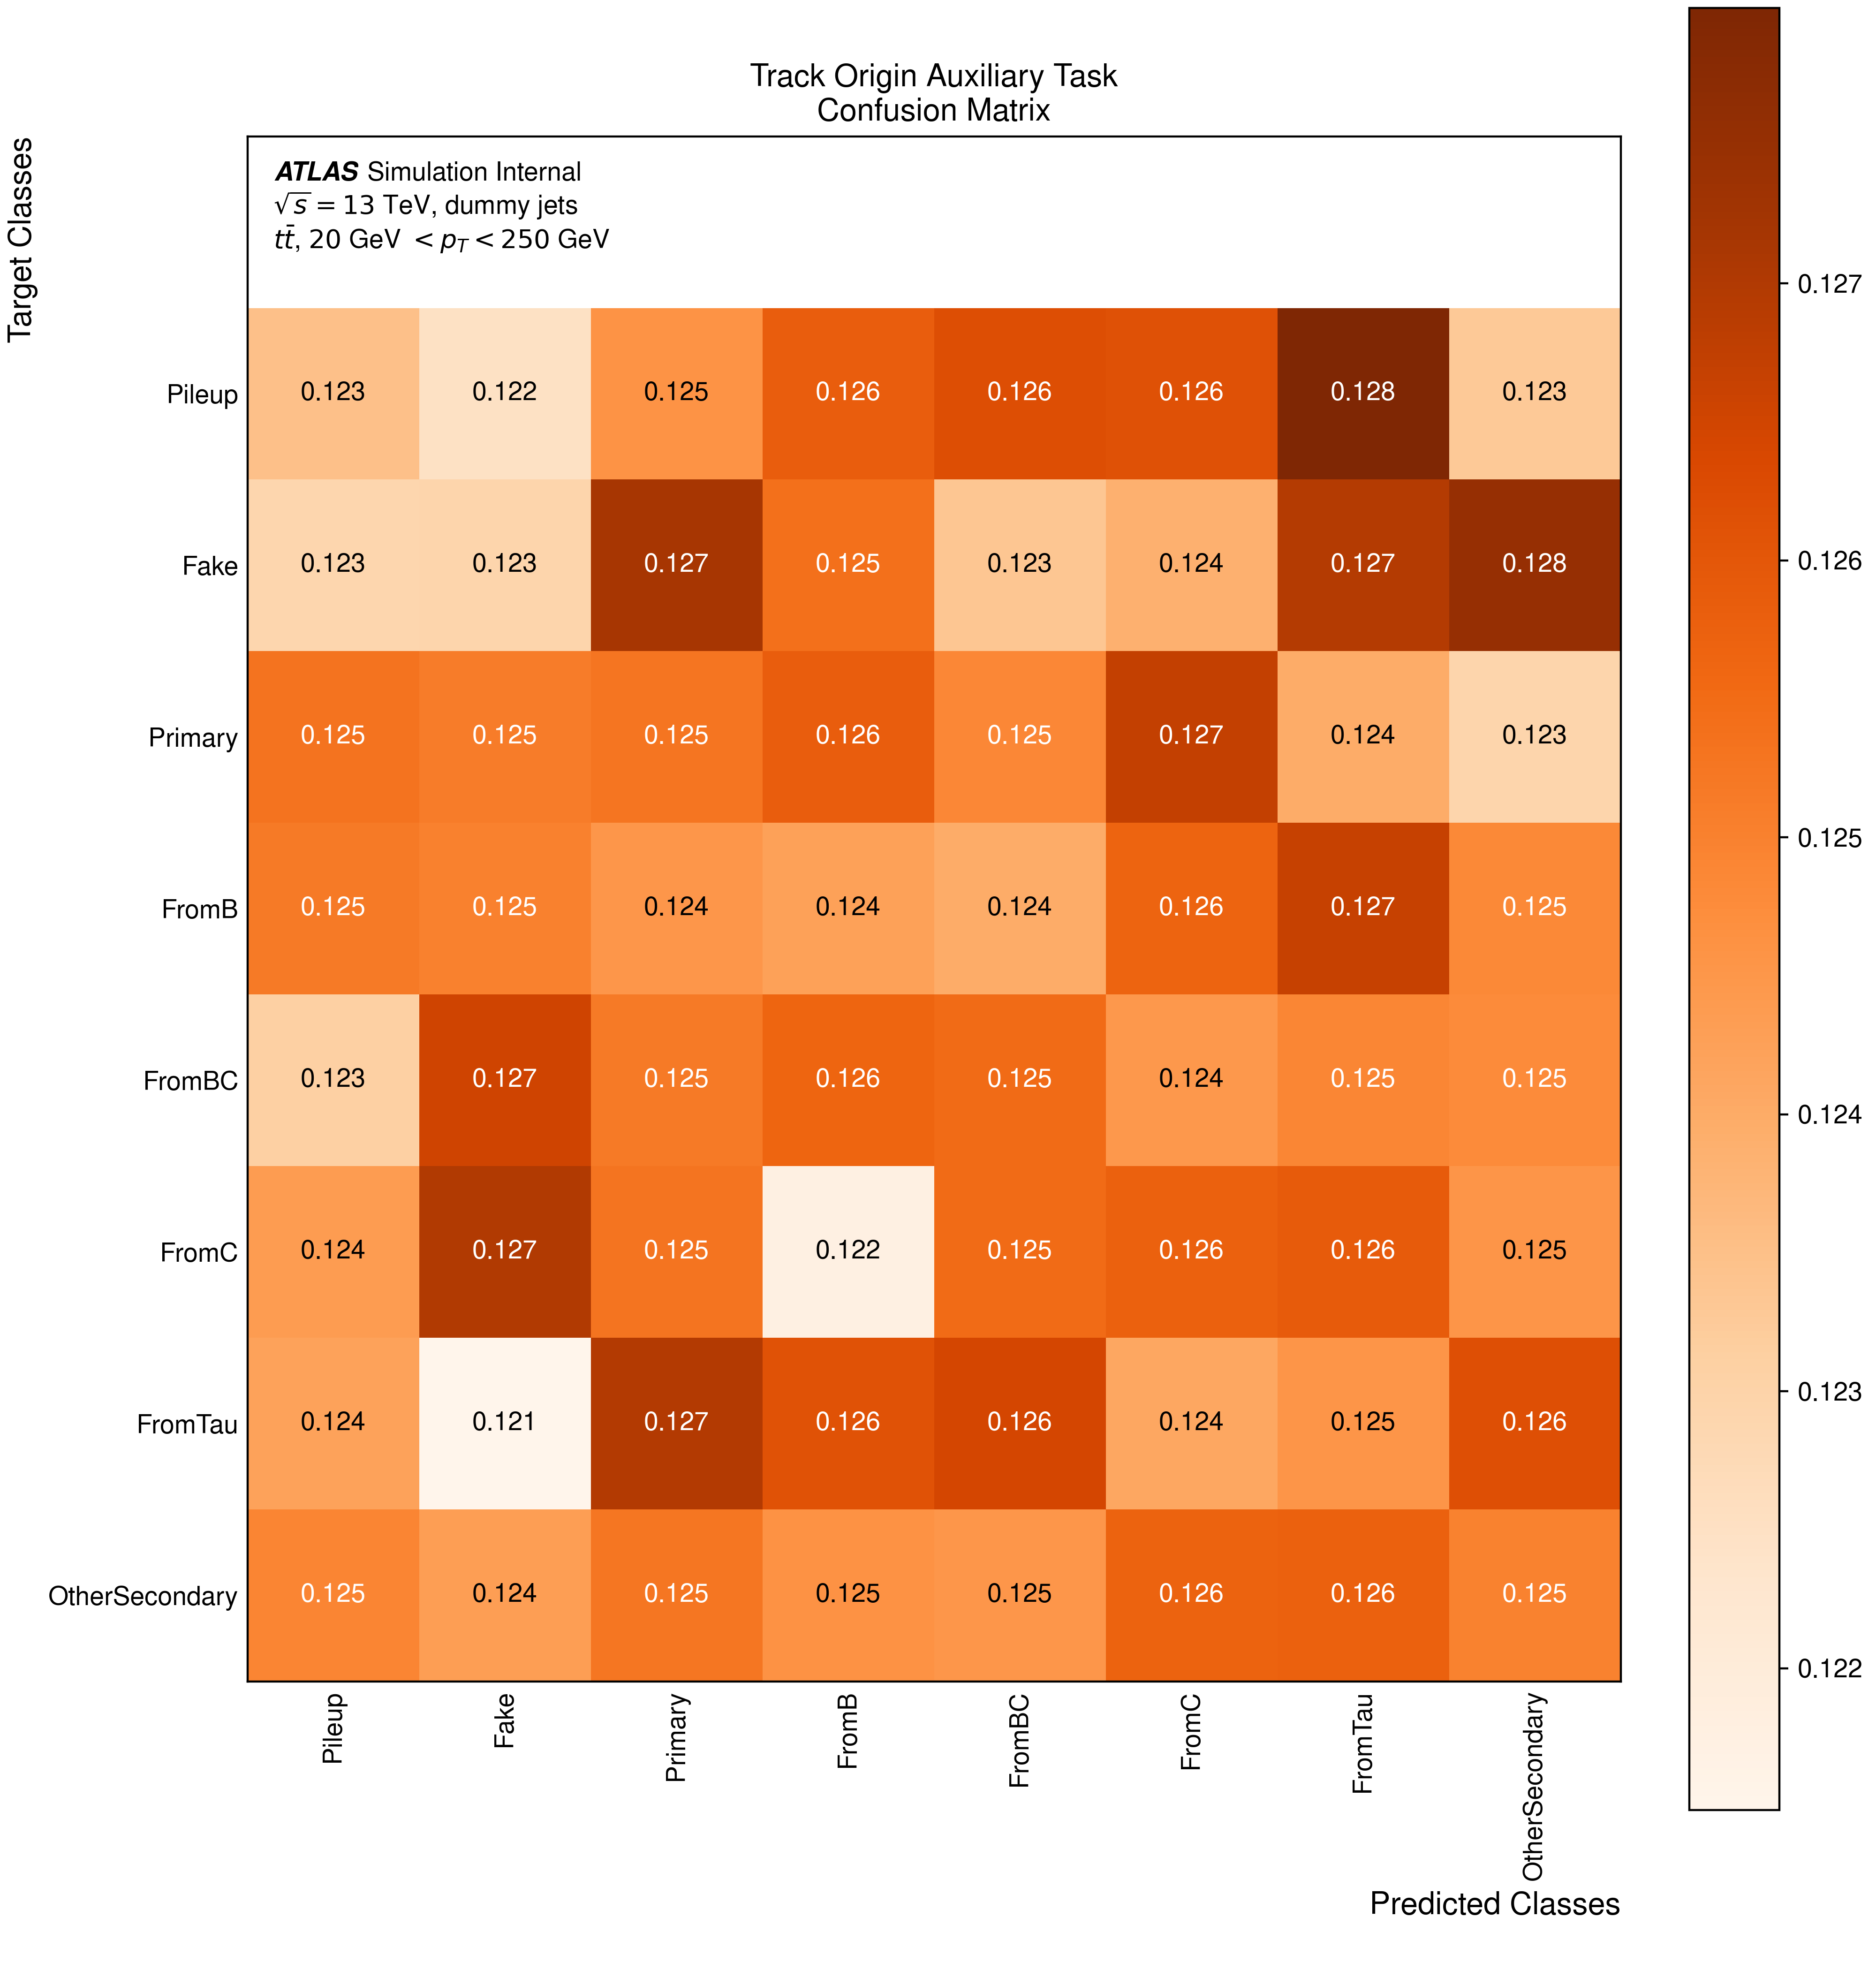 Track Origin Auxiliary Task
Confusion Matrix
Target Classes
ATLAS Simulation Internal
√s = 13 TeV, dummy jets
tt̄, 20 GeV < p_T < 250 GeV
Pileup 0.123 0.122 0.125 0.126 0.126 0.126 0.128 0.123
Fake 0.123 0.123 0.127 0.125 0.123 0.124 0.127 0.128
Primary 0.125 0.125 0.125 0.126 0.125 0.127 0.124 0.123
FromB 0.125 0.125 0.124 0.124 0.124 0.126 0.127 0.125
FromBC 0.123 0.127 0.125 0.126 0.125 0.124 0.125 0.125
FromC 0.124 0.127 0.125 0.122 0.125 0.126 0.126 0.125
FromTau 0.124 0.121 0.127 0.126 0.126 0.124 0.125 0.126
OtherSecondary 0.125 0.124 0.125 0.125 0.125 0.126 0.126 0.125
Pileup Fake Primary FromB FromBC FromC FromTau OtherSecondary
Predicted Classes
0.127
0.126
0.125
0.124
0.123
0.122